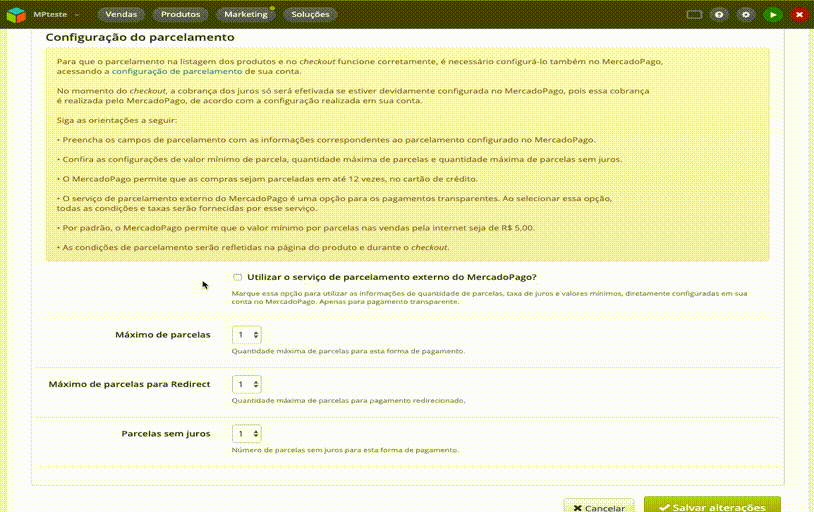 MPteste Vendas Produtos Marketing Soluções
Configuração do parcelamento
Para que o parcelamento na listagem dos produtos e no checkout funcione corretamente, é necessário configurá-lo também no MercadoPago,
acessando a configuração de parcelamento de sua conta.
No momento do checkout, a cobrança dos juros só será efetivada se estiver devidamente configurada no MercadoPago, pois essa cobrança
é realizada pelo MercadoPago, de acordo com a configuração realizada em sua conta.
Siga as orientações a seguir:
• Preencha os campos de parcelamento com as informações correspondentes ao parcelamento configurado no MercadoPago.
• Confira as configurações de valor mínimo de parcela, quantidade máxima de parcelas e quantidade máxima de parcelas sem juros.
• O MercadoPago permite que as compras sejam parceladas em até 12 vezes, no cartão de crédito.
• O serviço de parcelamento externo do MercadoPago é uma opção para os pagamentos transparentes. Ao selecionar essa opção,
todas as condições e taxas serão fornecidas por esse serviço.
• Por padrão, o MercadoPago permite que o valor mínimo por parcelas nas vendas pela internet seja de R$ 5,00.
• As condições de parcelamento serão refletidas na página do produto e durante o checkout.
Utilizar o serviço de parcelamento externo do MercadoPago?
Marque essa opção para utilizar as informações de quantidade de parcelas, taxa de juros e valores mínimos, diretamente configuradas em sua
conta no MercadoPago. Apenas para pagamento transparente.
Máximo de parcelas 1
Quantidade máxima de parcelas para esta forma de pagamento.
Máximo de parcelas para Redirect 1
Quantidade máxima de parcelas para pagamento redirecionado.
Parcelas sem juros 1
Número de parcelas sem juros para esta forma de pagamento.
Cancelar Salvar alterações